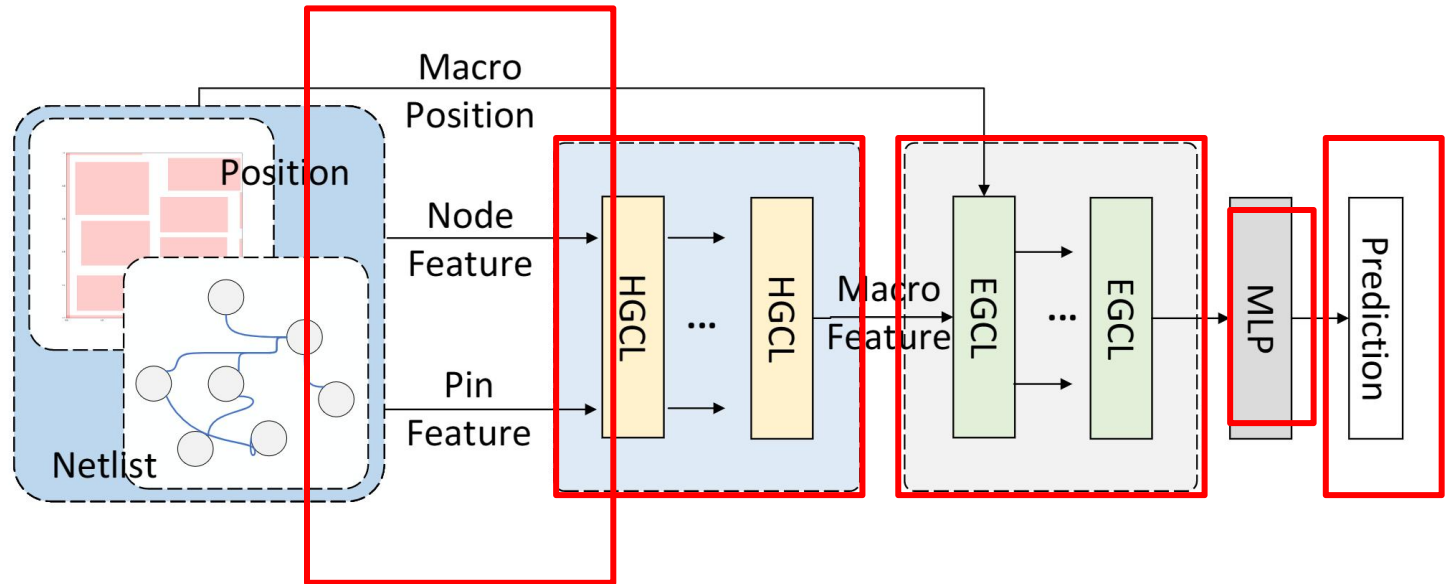 Macro
Position
Position
Node
Feature
Pin
Feature
Netlist
HGCL
...
HGCL
Macro
Feature
EGCL
...
EGCL
MLP
Prediction